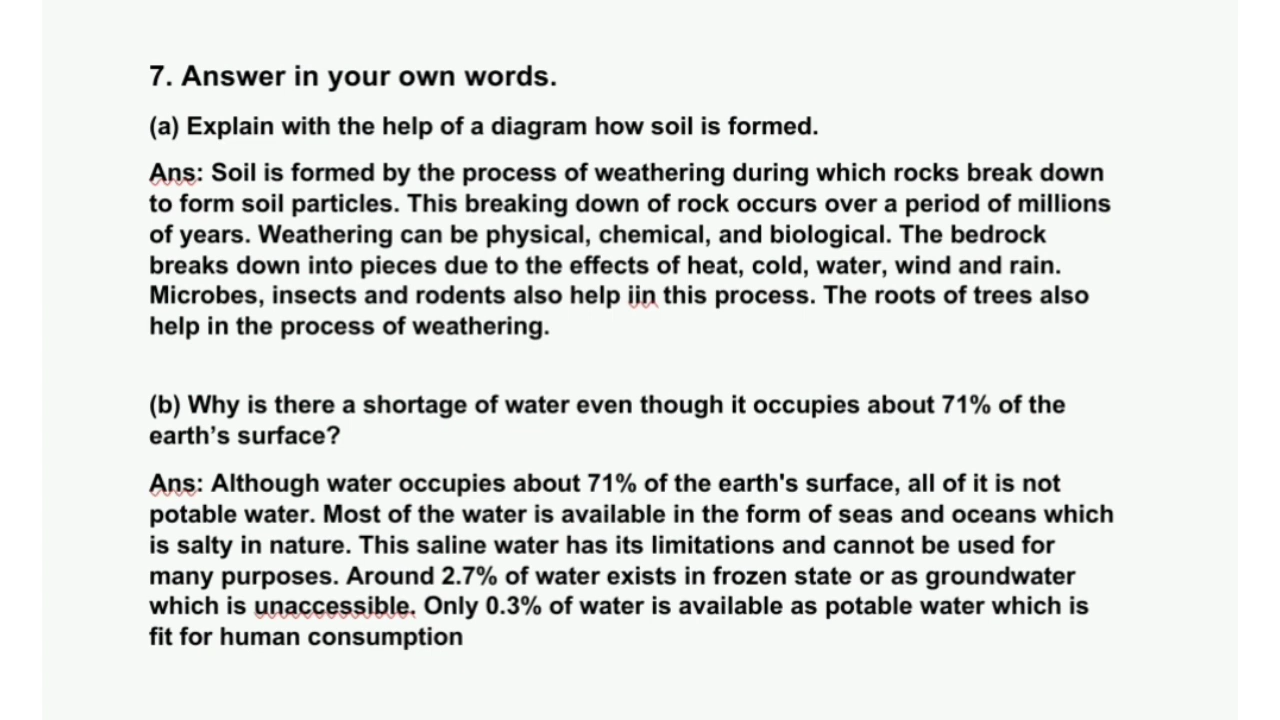 7. Answer in your own words.
(a) Explain with the help of a diagram how soil is formed.
Ans: Soil is formed by the process of weathering during which rocks break down
to form soil particles. This breaking down of rock occurs over a period of millions
of years. Weathering can be physical, chemical, and biological. The bedrock
breaks down into pieces due to the effects of heat, cold, water, wind and rain.
Microbes, insects and rodents also help iin this process. The roots of trees also
help in the process of weathering.
(b) Why is there a shortage of water even though it occupies about 71% of the
earth’s surface?
Ans: Although water occupies about 71% of the earth's surface, all of it is not
potable water. Most of the water is available in the form of seas and oceans which
is salty in nature. This saline water has its limitations and cannot be used for
many purposes. Around 2.7% of water exists in frozen state or as groundwater
which is unaccessible. Only 0.3% of water is available as potable water which is
fit for human consumption